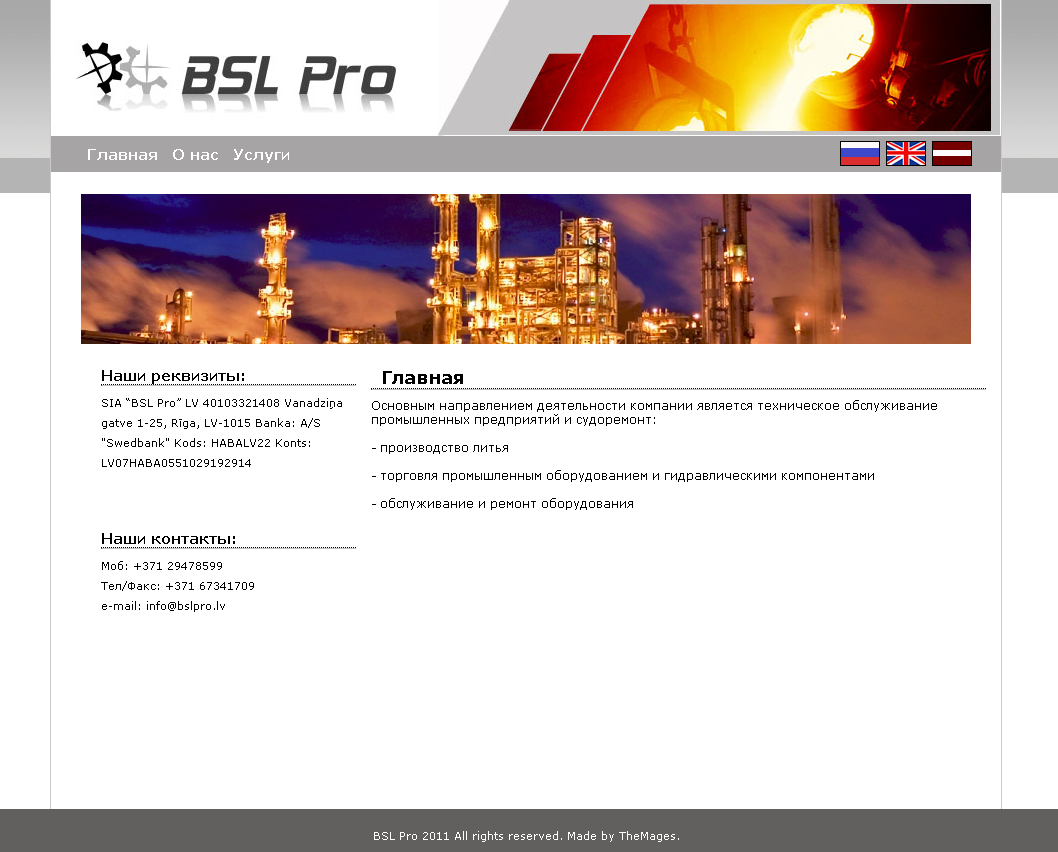 BSL Pro
Главная О нас Услуги
Наши реквизиты:
SIA “BSL Pro” LV 40103321408 Vanadziņa
gatve 1-25, Rīga, LV-1015 Banka: A/S
"Swedbank" Kods: HABALV22 Konts:
LV07HABA0551029192914
Наши контакты:
Моб: +371 29478599
Тел/Факс: +371 67341709
e-mail: info@bslpro.lv
Главная
Основным направлением деятельности компании является техническое обслуживание
промышленных предприятий и судоремонт:
- производство литья
- торговля промышленным оборудованием и гидравлическими компонентами
- обслуживание и ремонт оборудования
BSL Pro 2011 All rights reserved. Made by TheMages.